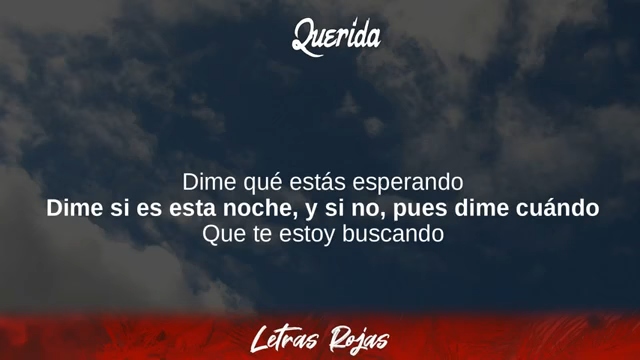 Querida
Dime qué estás esperando
Dime si es esta noche, y si no, pues dime cuándo
Que te estoy buscando
Letras Rojas